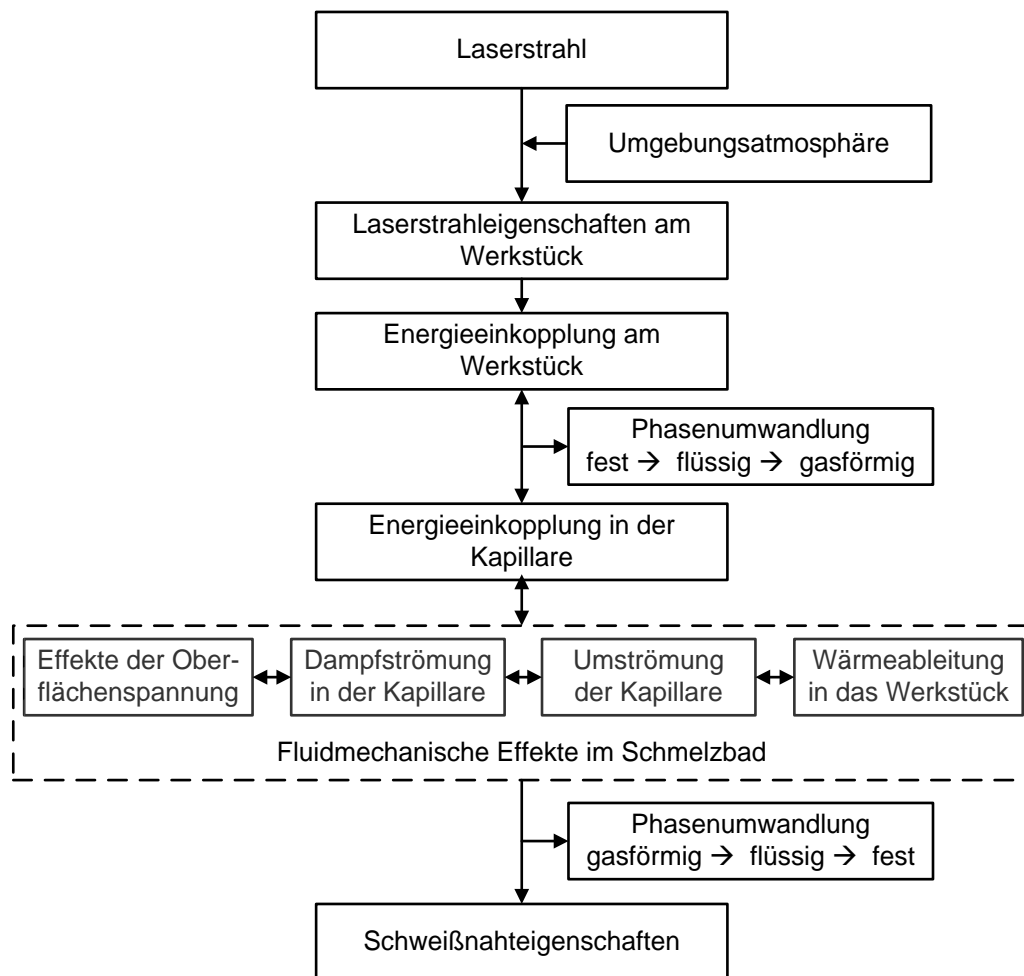 Laserstrahl
Umgebungsatmosphäre
Laserstrahleigenschaften am
Werkstück
Energieeinkopplung am
Werkstück
Phasenumwandlung
fest → flüssig → gasförmig
Energieeinkopplung in der
Kapillare
Effekte der Ober-
flächenspannung
Dampfströmung
in der Kapillare
Umströmung
der Kapillare
Wärmeableitung
in das Werkstück
Fluidmechanische Effekte im Schmelzbad
Phasenumwandlung
gasförmig → flüssig → fest
Schweißnahteigenschaften